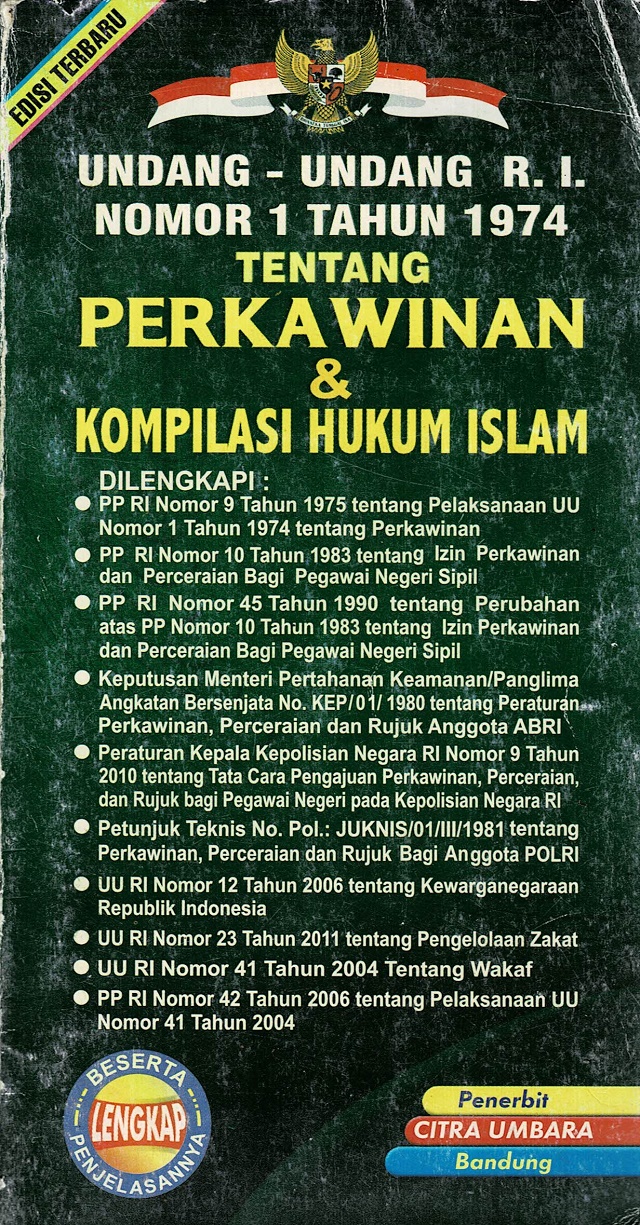 EDISI TERBARU
UNDANG - UNDANG R. I.
NOMOR 1 TAHUN 1974
TENTANG
PERKAWINAN
&
KOMPILASI HUKUM ISLAM
DILENGKAPI :
● PP RI Nomor 9 Tahun 1975 tentang Pelaksanaan UU
Nomor 1 Tahun 1974 tentang Perkawinan
● PP RI Nomor 10 Tahun 1983 tentang Izin Perkawinan
dan Perceraian Bagi Pegawai Negeri Sipil
● PP RI Nomor 45 Tahun 1990 tentang Perubahan
atas PP Nomor 10 Tahun 1983 tentang Izin Perkawinan
dan Perceraian Bagi Pegawai Negeri Sipil
● Keputusan Menteri Pertahanan Keamanan/Panglima
Angkatan Bersenjata No. KEP/01/ 1980 tentang Peraturan
Perkawinan, Perceraian dan Rujuk Anggota ABRI
● Peraturan Kepala Kepolisian Negara RI Nomor 9 Tahun
2010 tentang Tata Cara Pengajuan Perkawinan, Perceraian,
dan Rujuk bagi Pegawai Negeri pada Kepolisian Negara RI
● Petunjuk Teknis No. Pol.: JUKNIS/01/III/1981 tentang
Perkawinan, Perceraian dan Rujuk Bagi Anggota POLRI
● UU RI Nomor 12 Tahun 2006 tentang Kewarganegaraan
Republik Indonesia
● UU RI Nomor 23 Tahun 2011 tentang Pengelolaan Zakat
● UU RI Nomor 41 Tahun 2004 Tentang Wakaf
● PP RI Nomor 42 Tahun 2006 tentang Pelaksanaan UU
Nomor 41 Tahun 2004
BESERTA
LENGKAP
PENJELASANNYA
Penerbit
CITRA UMBARA
Bandung